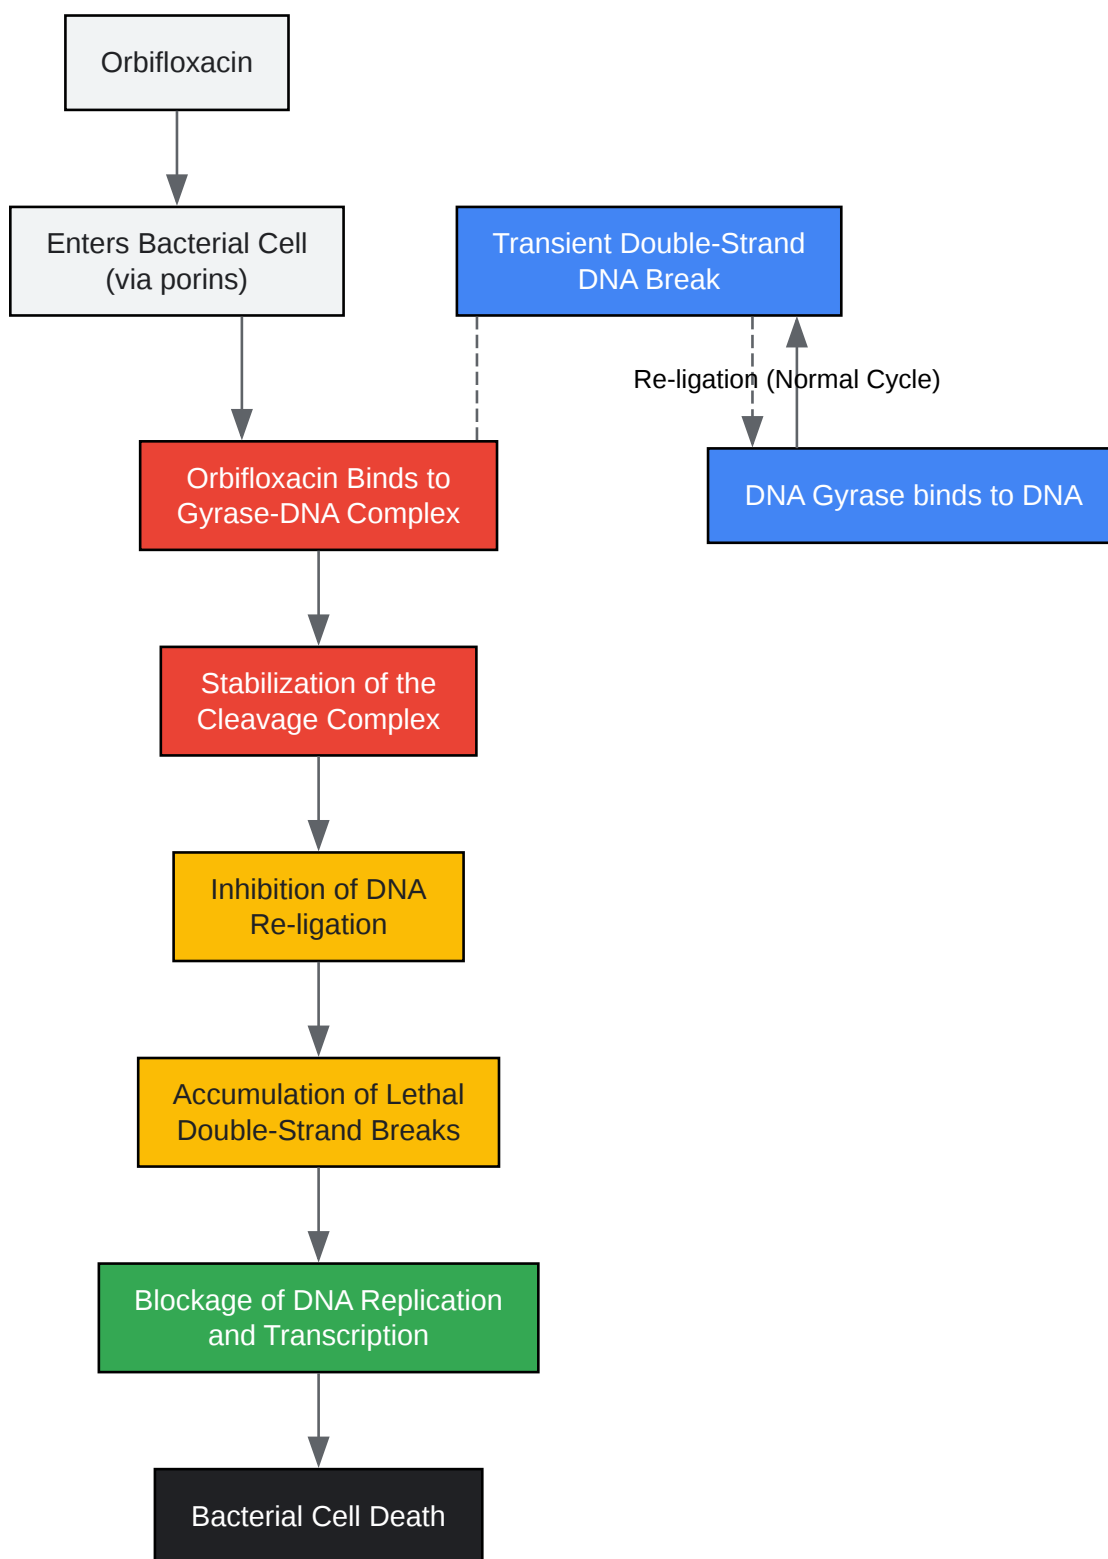 Orbifloxacin
Enters Bacterial Cell
(via porins)
Transient Double-Strand
DNA Break
Re-ligation (Normal Cycle)
Orbifloxacin Binds to
Gyrase-DNA Complex
DNA Gyrase binds to DNA
Stabilization of the
Cleavage Complex
Inhibition of DNA
Re-ligation
Accumulation of Lethal
Double-Strand Breaks
Blockage of DNA Replication
and Transcription
Bacterial Cell Death